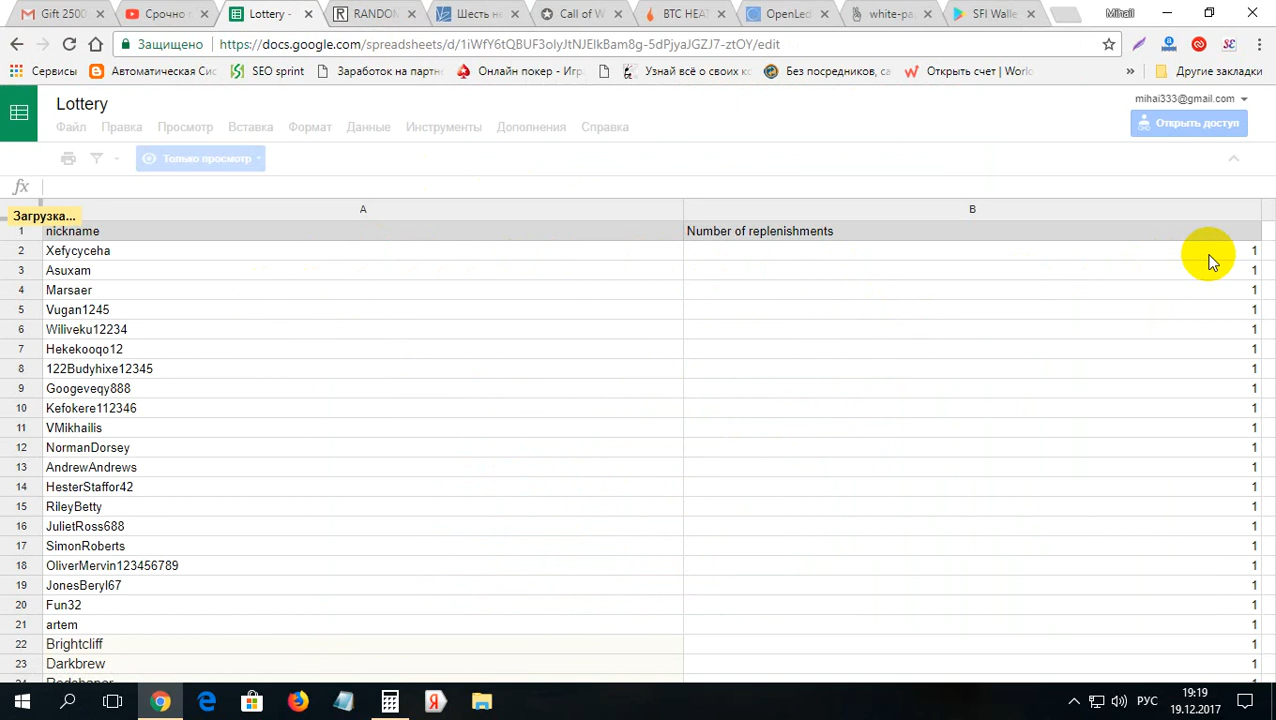 Gift 2500
Срочно с
Lottery -
RANDON
Шесть не
Call of W
BTC HEA
OpenLed
white-pa
SFI Walle
Mihail
Защищено
https://docs.google.com/spreadsheets/d/
/edit
Сервисы
Автоматическая Сис
SEO sprint
Заработок на партн
Онлайн покер - Игр
Узнай всё о своих кс
Без посредников, са
Открыть счет | Worl
»
Другие закладки
Lottery
mihai333@gmail.com
Файл Правка Просмотр Вставка Формат Данные Инструменты Дополнения Справка
Открыть доступ
Только просмотр
fx
Загрузка...
A B
1 nickname Number of replenishments
2 Xefycyceha 1
3 Asuxam 1
4 Marsaer 1
5 Vugan1245 1
6 Wiliveku12234 1
7 Hekekooqo12 1
8 122Budyhixe12345 1
9 Googeveqy888 1
10 Kefokere112346 1
11 VMikhailis 1
12 NormanDorsey 1
13 AndrewAndrews 1
14 HesterStaffor42 1
15 RileyBetty 1
16 JulietRoss688 1
17 SimonRoberts 1
18 OliverMervin123456789 1
19 JonesBeryl67 1
20 Fun32 1
21 artem 1
22 Brightcliff 1
23 Darkbrew 1
РУС
19:19
19.12.2017